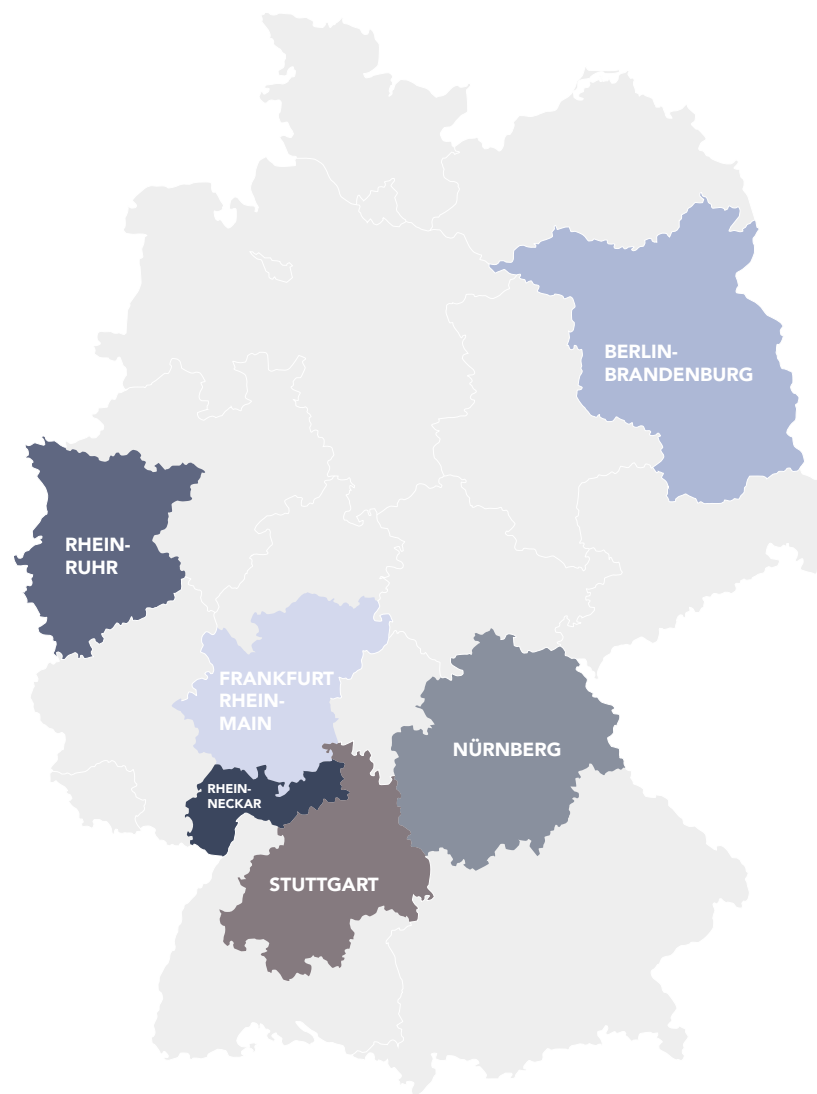 BERLIN-
BRANDENBURG
RHEIN-
RUHR
FRANKFURT
RHEIN-
MAIN
NÜRNBERG
RHEIN-
NECKAR
STUTTGART